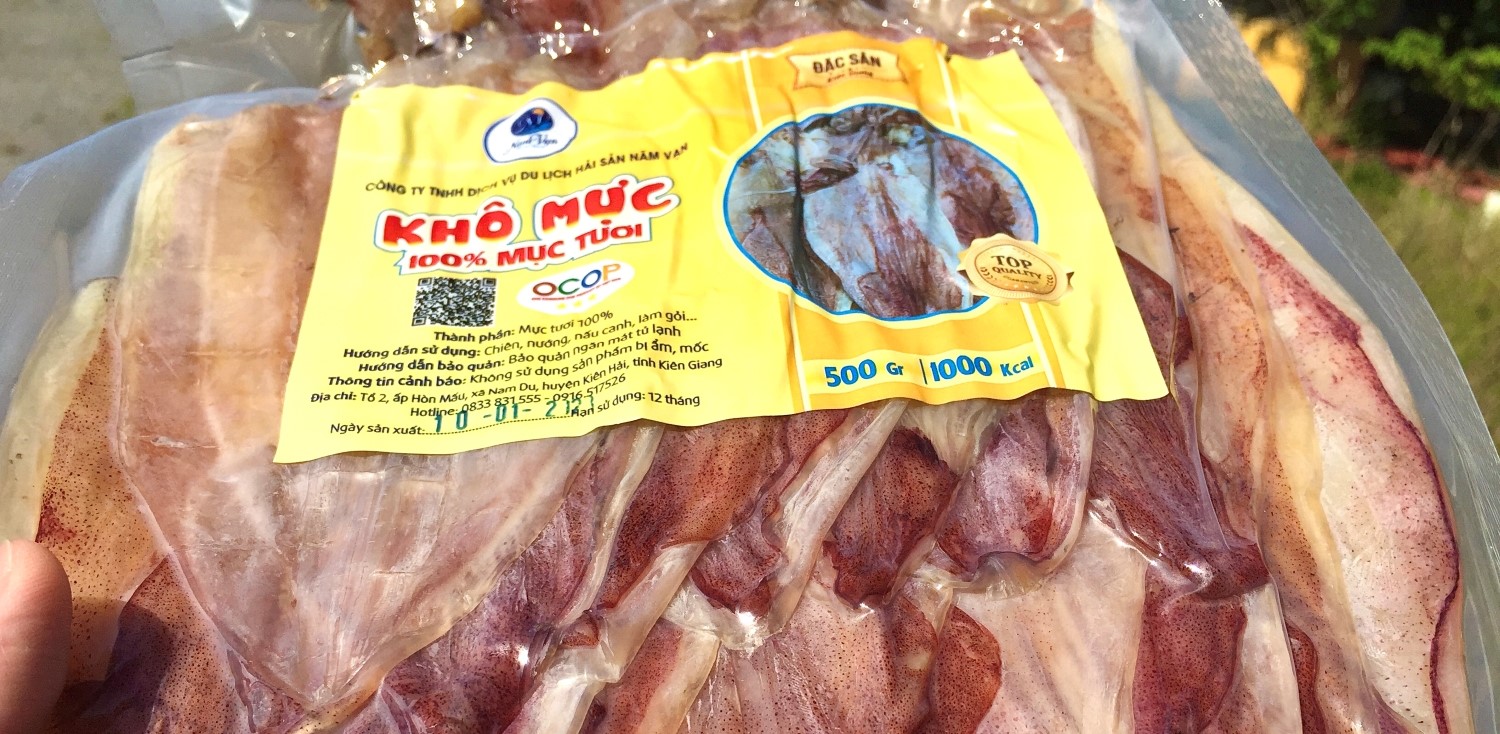 Năm Vạn
CÔNG TY TNHH DỊCH VỤ DU LỊCH HẢI SẢN NĂM VẠN
KHÔ MỰC
100% MỰC TƯƠI
OCOP
Thành phần: Mực tươi 100%
Hướng dẫn sử dụng: Chiên, nướng, nấu canh, làm gỏi...
Hướng dẫn bảo quản: Bảo quản ngăn mát tủ lạnh
Thông tin cảnh báo: Không sử dụng sản phẩm bị ẩm, mốc
Địa chỉ: Tổ 2, ấp Hòn Mấu, xã Nam Du, huyện Kiên Hải, tỉnh Kiên Giang
Hotline: 0833 831 555 - 0916 517526
Ngày sản xuất: 10 -01- Hạn sử dụng: 12 tháng
ĐẶC SẢN
Kiên Giang
TOP
QUALITY
500 Gr | 1000 Kcal